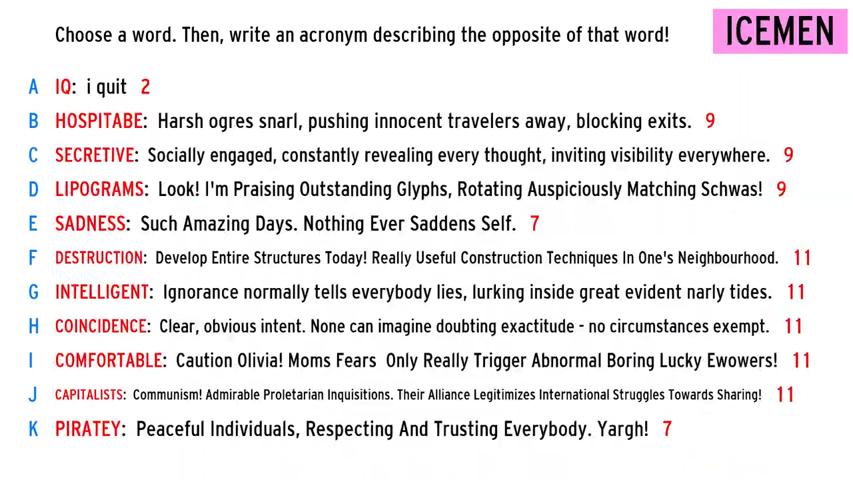 Choose a word. Then, write an acronym describing the opposite of that word!
ICEMEN
A IQ: i quit 2
B HOSPITABE: Harsh ogres snarl, pushing innocent travelers away, blocking exits. 9
C SECRETIVE: Socially engaged, constantly revealing every thought, inviting visibility everywhere. 9
D LIPOGRAMS: Look! I'm Praising Outstanding Glyphs, Rotating Auspiciously Matching Schwas! 9
E SADNESS: Such Amazing Days. Nothing Ever Saddens Self. 7
F DESTRUCTION: Develop Entire Structures Today! Really Useful Construction Techniques In One's Neighbourhood. 11
G INTELLIGENT: Ignorance normally tells everybody lies, lurking inside great evident narly tides. 11
H COINCIDENCE: Clear, obvious intent. None can imagine doubting exactitude - no circumstances exempt. 11
I COMFORTABLE: Caution Olivia! Moms Fears Only Really Trigger Abnormal Boring Lucky Ewowers! 11
J CAPITALISTS: Communism! Admirable Proletarian Inquisitions. Their Alliance Legitimizes International Struggles Towards Sharing! 11
K PIRATEY: Peaceful Individuals, Respecting And Trusting Everybody. Yargh! 7